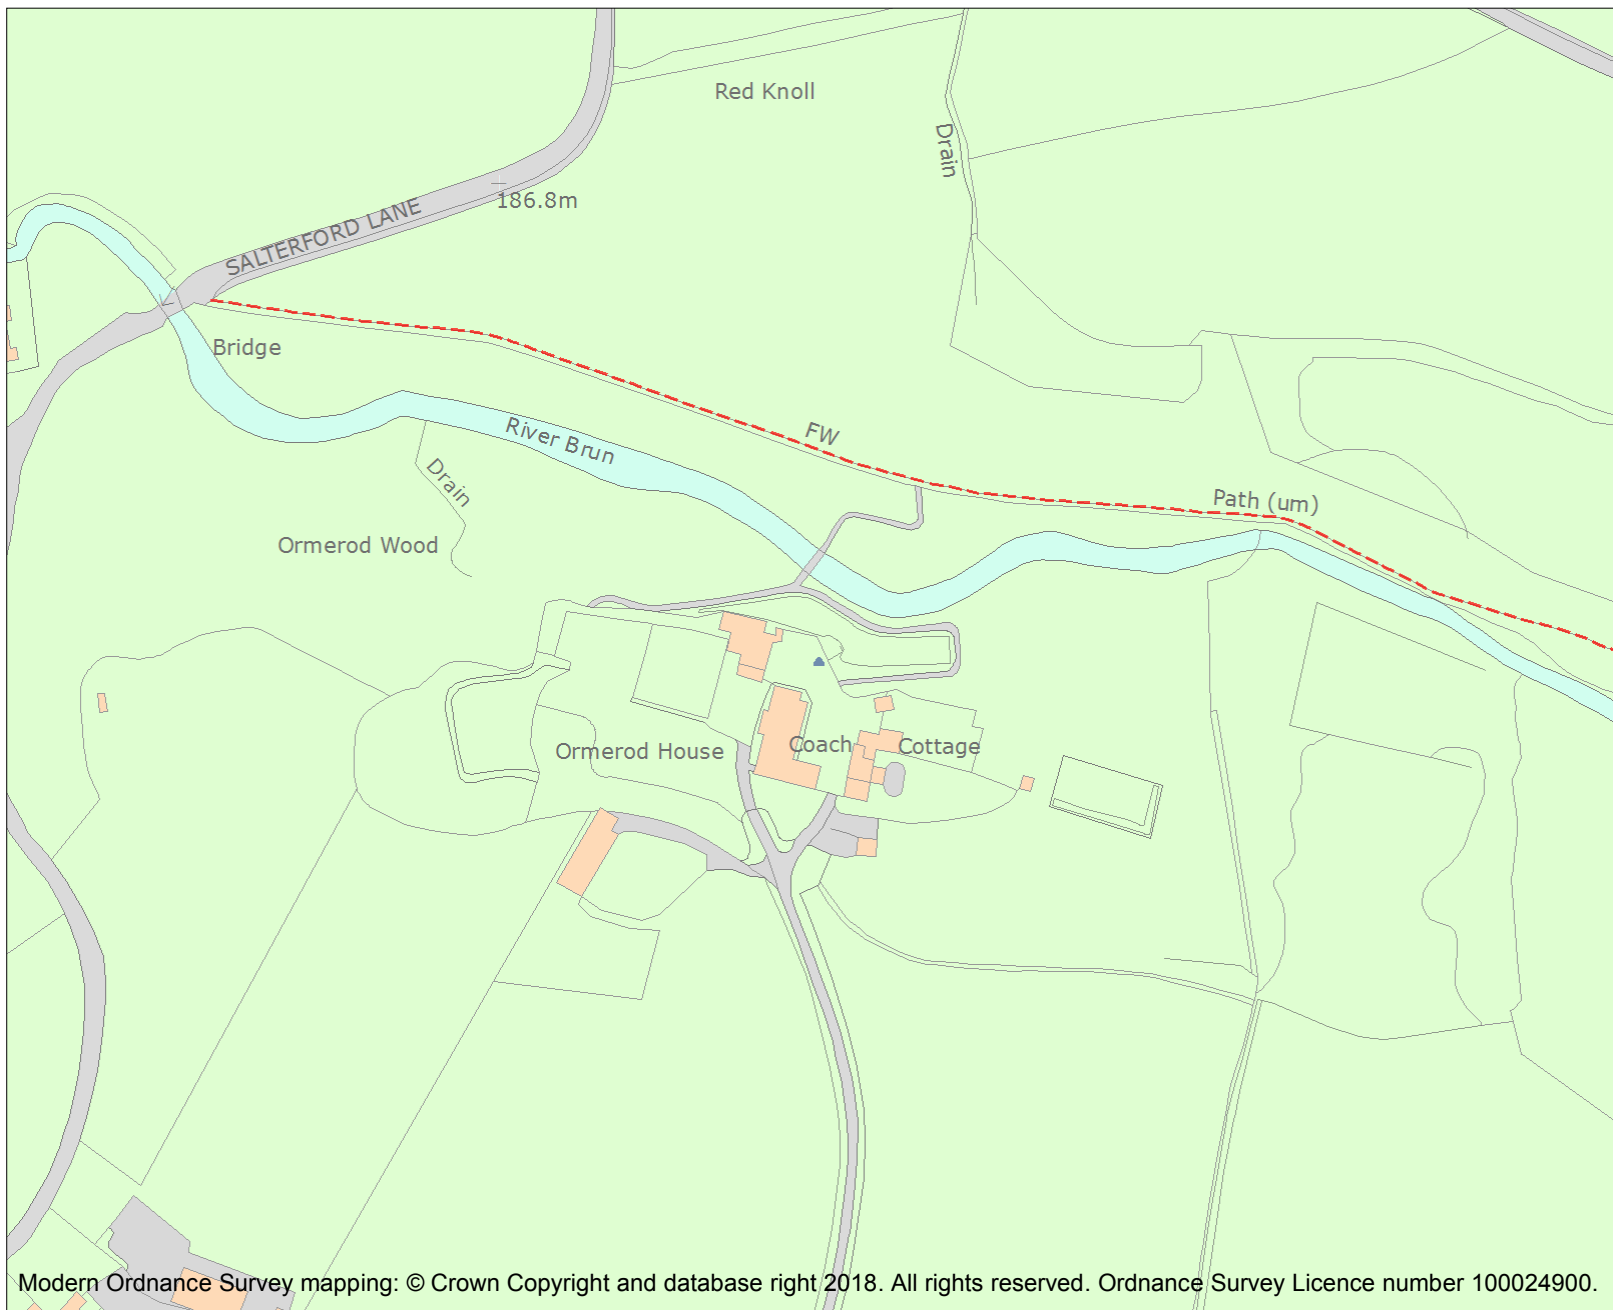 Red Knoll
Drain
186.8m
SALTERFORD LANE
Bridge
River Brun
FW
Drain
Path (um)
Ormerod Wood
Ormerod House
Coach
Cottage
Modern Ordnance Survey mapping: © Crown Copyright and database right 2018. All rights reserved. Ordnance Survey Licence number 100024900.